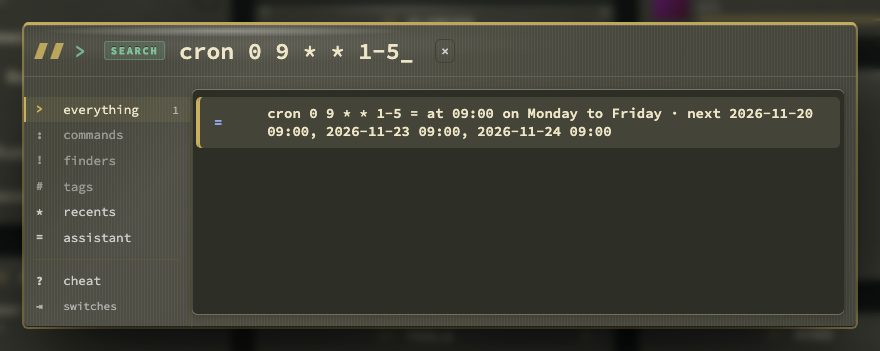 // > SEARCH cron 0 9 * * 1-5_ ×
> everything 1
: commands
! finders
# tags
* recents
= assistant
? cheat
⇥ switches
= cron 0 9 * * 1-5 = at 09:00 on Monday to Friday · next 2026-11-20
09:00, 2026-11-23 09:00, 2026-11-24 09:00